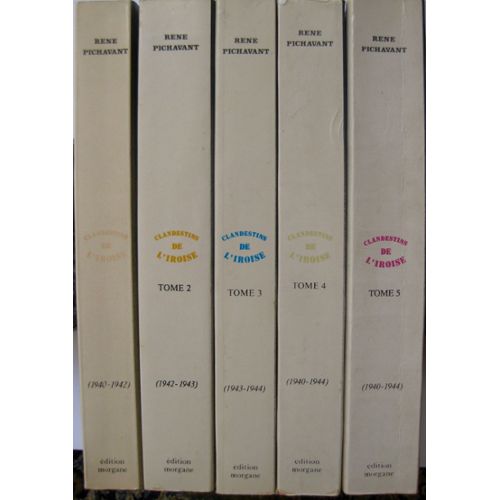 RENE
PICHAVANT
CLANDESTINS
DE
L'IROISE
(1940-1942)
édition
morgane
RENE
PICHAVANT
CLANDESTINS
DE
L'IROISE
TOME 2
(1942-1943)
édition
morgane
RENE
PICHAVANT
CLANDESTINS
DE
L'IROISE
TOME 3
(1943-1944)
édition
morgane
RENE
PICHAVANT
CLANDESTINS
DE
L'IROISE
TOME 4
(1940-1944)
édition
morgane
RENE
PICHAVANT
CLANDESTINS
DE
L'IROISE
TOME 5
(1940-1944)
édition
morgane